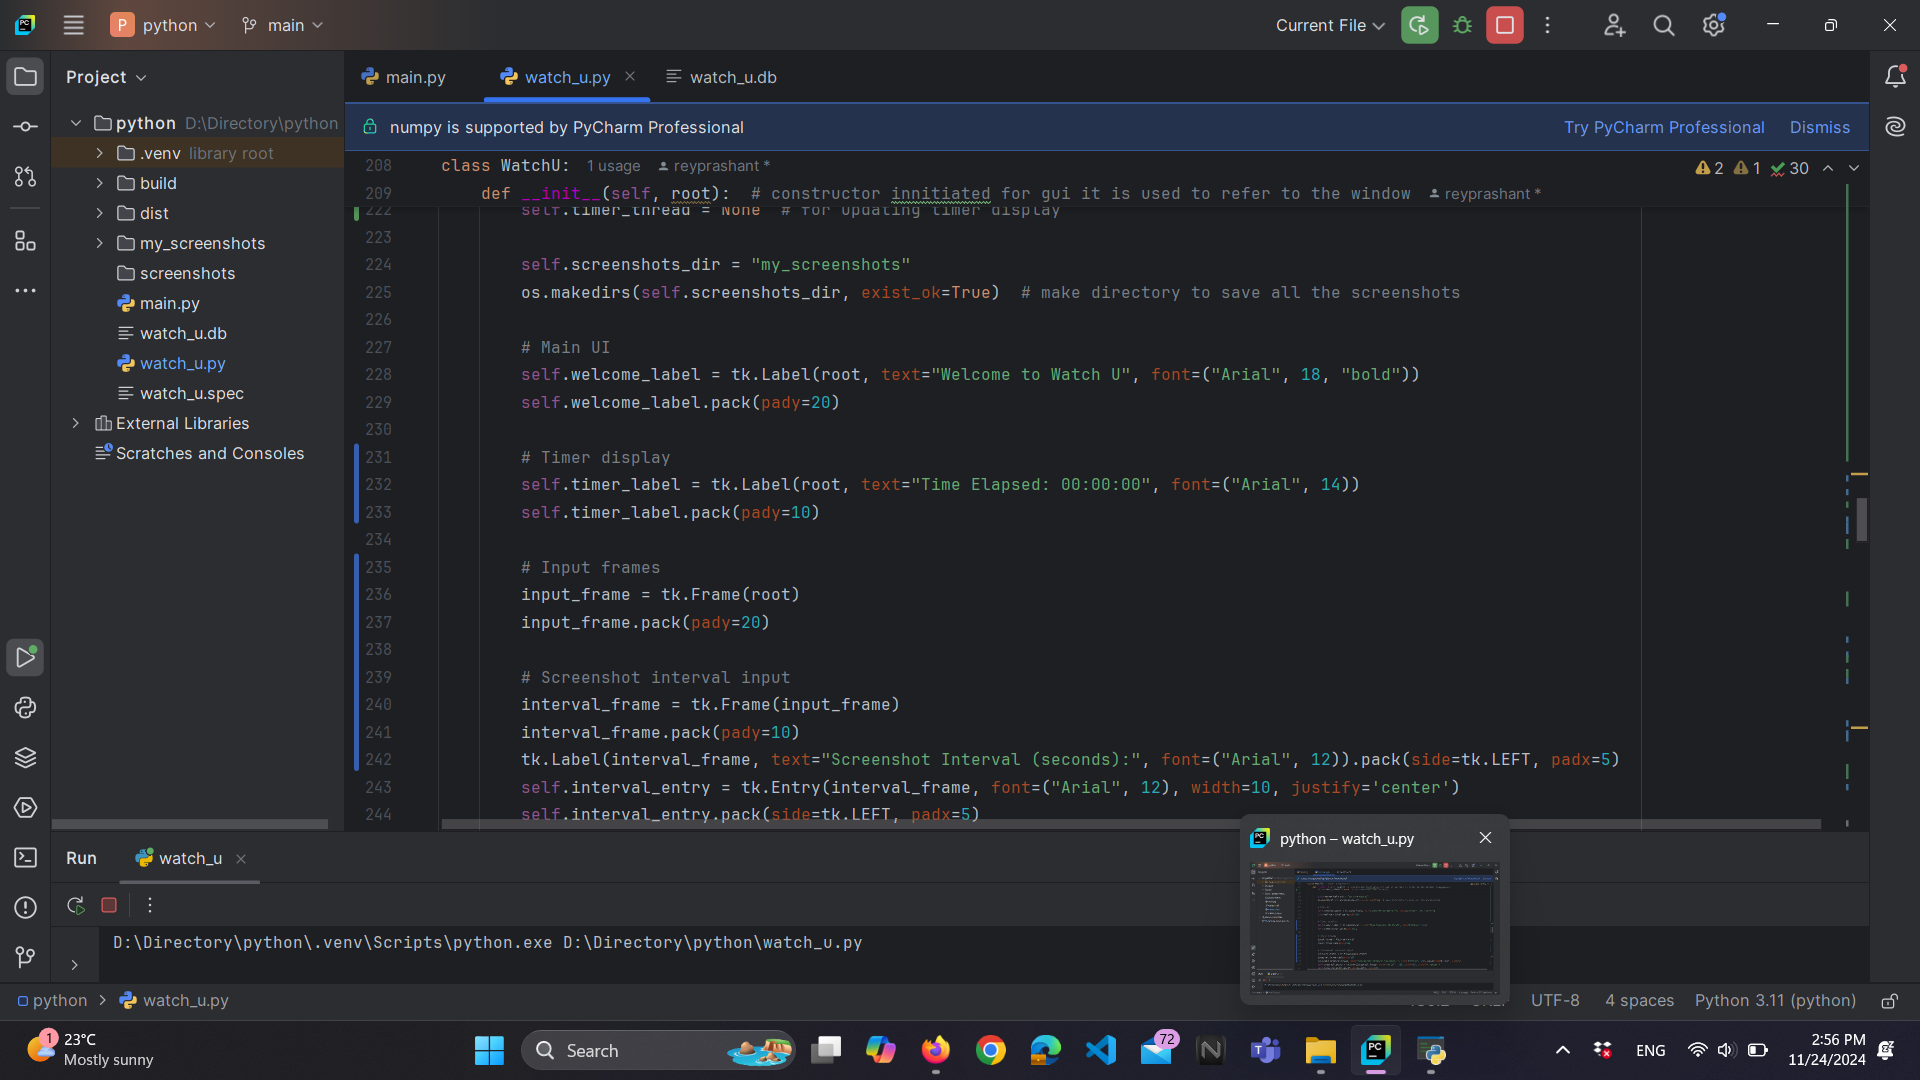 P python main Current File
Project
main.py watch_u.py watch_u.db
python D:\Directory\python
.venv library root
build
dist
my_screenshots
screenshots
main.py
watch_u.db
watch_u.py
watch_u.spec
External Libraries
Scratches and Consoles
numpy is supported by PyCharm Professional Try PyCharm Professional Dismiss
208 class WatchU: 1 usage reyprashant * 2 1 30
209 def __init__(self, root): # constructor innitiated for gui it is used to refer to the window reyprashant *
222 self.timer_thread = None # for updating timer display
223
224 self.screenshots_dir = "my_screenshots"
225 os.makedirs(self.screenshots_dir, exist_ok=True) # make directory to save all the screenshots
226
227 # Main UI
228 self.welcome_label = tk.Label(root, text="Welcome to Watch U", font=("Arial", 18, "bold"))
229 self.welcome_label.pack(pady=20)
230
231 # Timer display
232 self.timer_label = tk.Label(root, text="Time Elapsed: 00:00:00", font=("Arial", 14))
233 self.timer_label.pack(pady=10)
234
235 # Input frames
236 input_frame = tk.Frame(root)
237 input_frame.pack(pady=20)
238
239 # Screenshot interval input
240 interval_frame = tk.Frame(input_frame)
241 interval_frame.pack(pady=10)
242 tk.Label(interval_frame, text="Screenshot Interval (seconds):", font=("Arial", 12)).pack(side=tk.LEFT, padx=5)
243 self.interval_entry = tk.Entry(interval_frame, font=("Arial", 12), width=10, justify='center')
244 self.interval_entry.pack(side=tk.LEFT, padx=5)
python – watch_u.py
Run watch_u
D:\Directory\python\.venv\Scripts\python.exe D:\Directory\python\watch_u.py
python watch_u.py UTF-8 4 spaces Python 3.11 (python)
1 23°C
Mostly sunny
Search
72
ENG
2:56 PM
11/24/2024